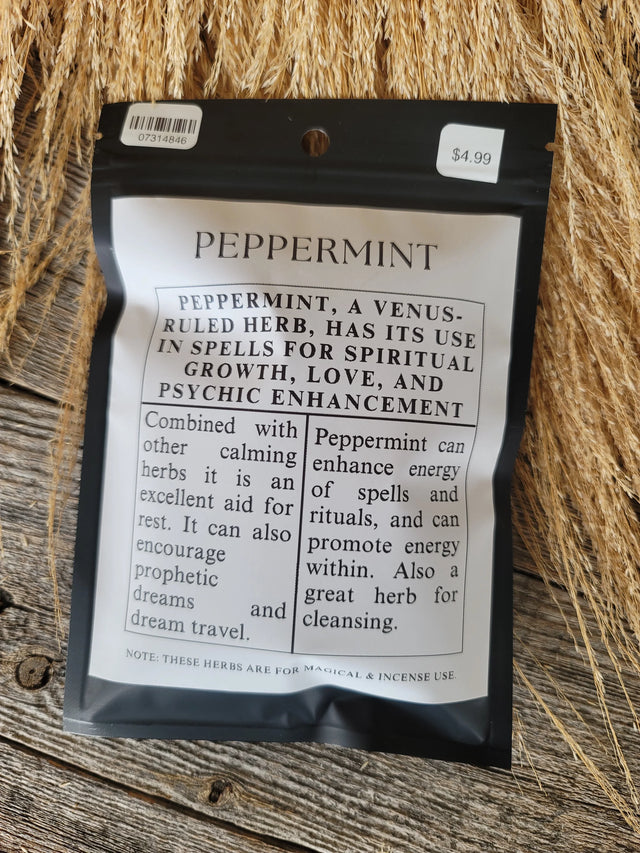 07314846
$4.99
PEPPERMINT
PEPPERMINT, A VENUS-
RULED HERB, HAS ITS USE
IN SPELLS FOR SPIRITUAL
GROWTH, LOVE, AND
PSYCHIC ENHANCEMENT
Combined with
other calming
herbs it is an
excellent aid for
rest. It can also
encourage
prophetic
dreams and
dream travel.
Peppermint can
enhance energy
of spells and
rituals, and can
promote energy
within. Also a
great herb for
cleansing.
NOTE: THESE HERBS ARE FOR MAGICAL & INCENSE USE.